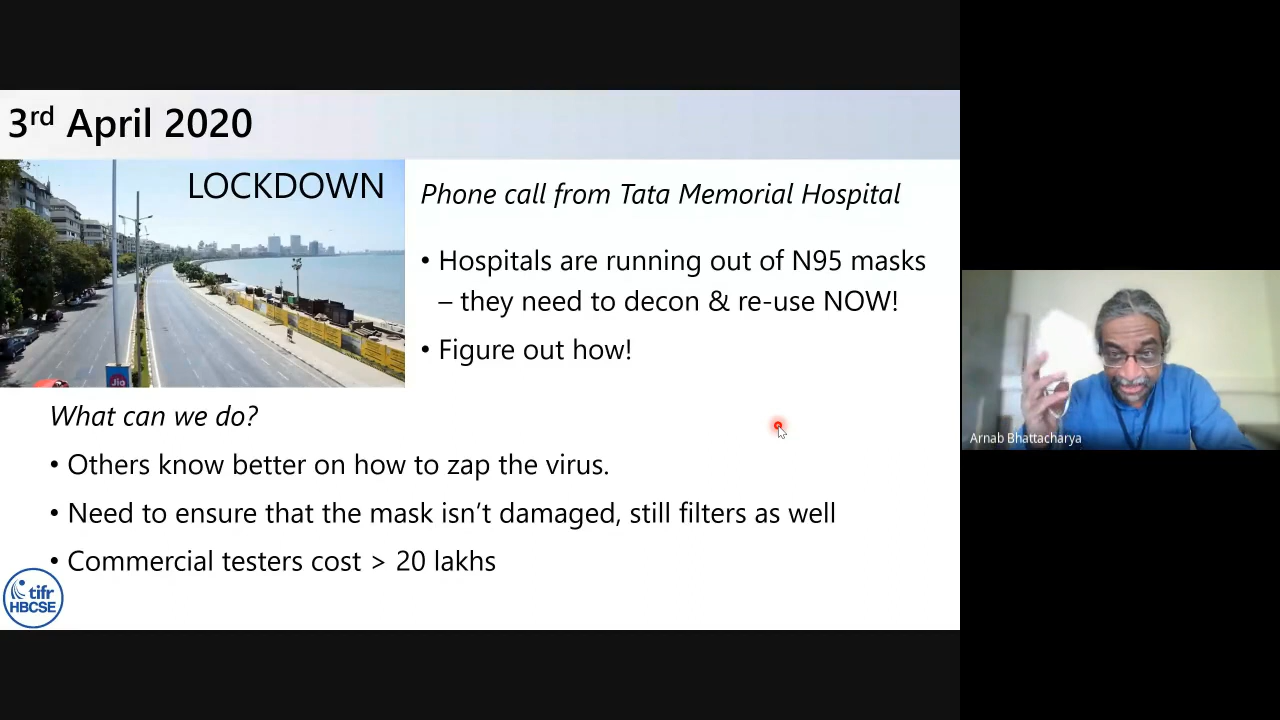 3rd April 2020
LOCKDOWN
Jio
Phone call from Tata Memorial Hospital
• Hospitals are running out of N95 masks
– they need to decon & re-use NOW!
• Figure out how!
What can we do?
• Others know better on how to zap the virus.
• Need to ensure that the mask isn’t damaged, still filters as well
• Commercial testers cost > 20 lakhs
tifr
HBCSE
Arnab Bhattacharya